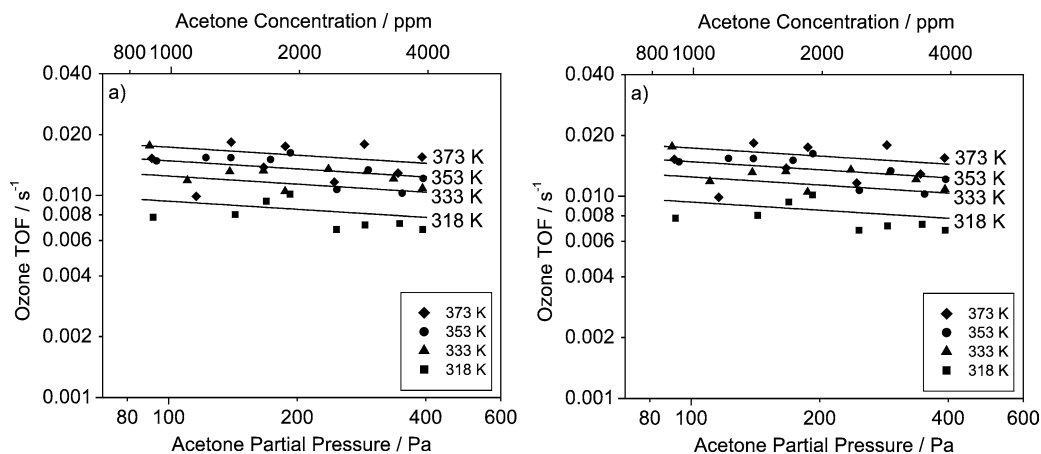 Acetone Concentration / ppm
800 1000 2000 4000
a)
0.040
0.020
0.010
0.008
0.006
0.004
0.002
0.001
Ozone TOF / s⁻¹
373 K
353 K
333 K
318 K
373 K
353 K
333 K
318 K
80 100 200 400 600
Acetone Partial Pressure / Pa
Acetone Concentration / ppm
800 1000 2000 4000
a)
0.040
0.020
0.010
0.008
0.006
0.004
0.002
0.001
Ozone TOF / s⁻¹
373 K
353 K
333 K
318 K
373 K
353 K
333 K
318 K
80 100 200 400 600
Acetone Partial Pressure / Pa